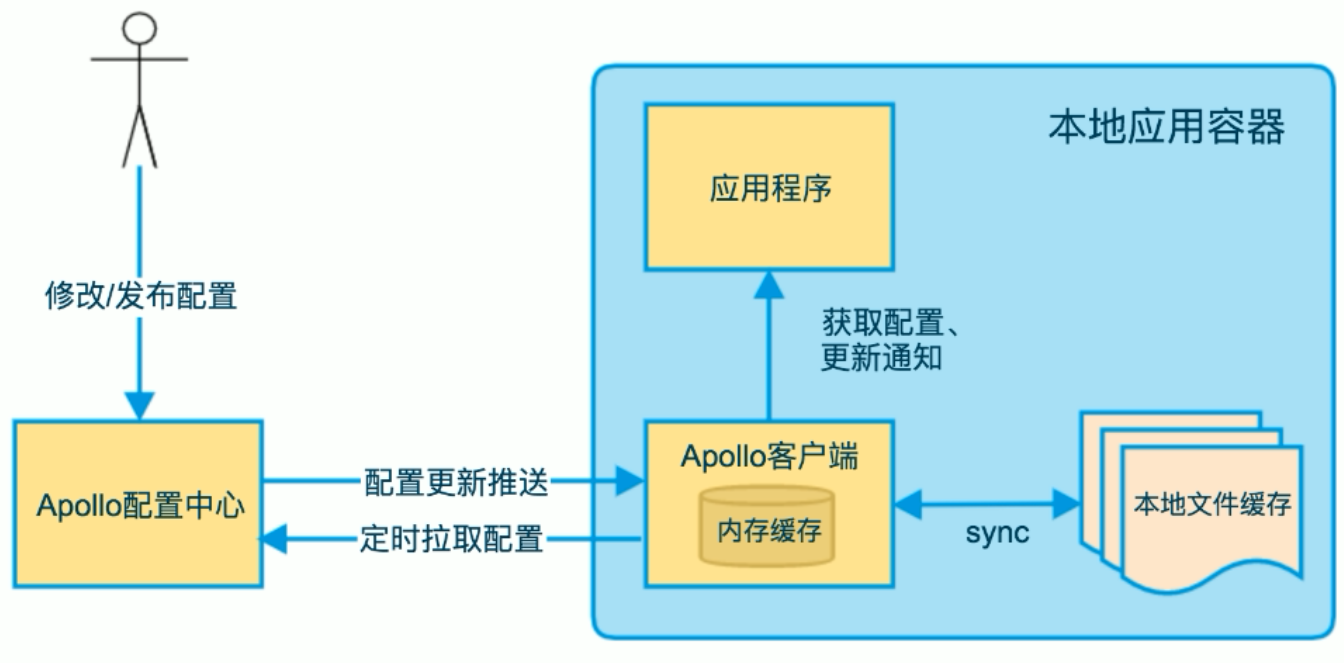 本地应用容器
应用程序
修改/发布配置
获取配置、
更新通知
Apollo配置中心
配置更新推送
定时拉取配置
Apollo客户端
内存缓存
sync
本地文件缓存